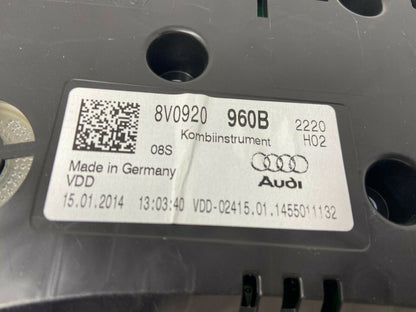 8V0920 960B 2220
Kombiinstrument H02
08S
Made in Germany
VDD Audi
15.01.2014 13:03:40 VDD-02415.01.1455011132